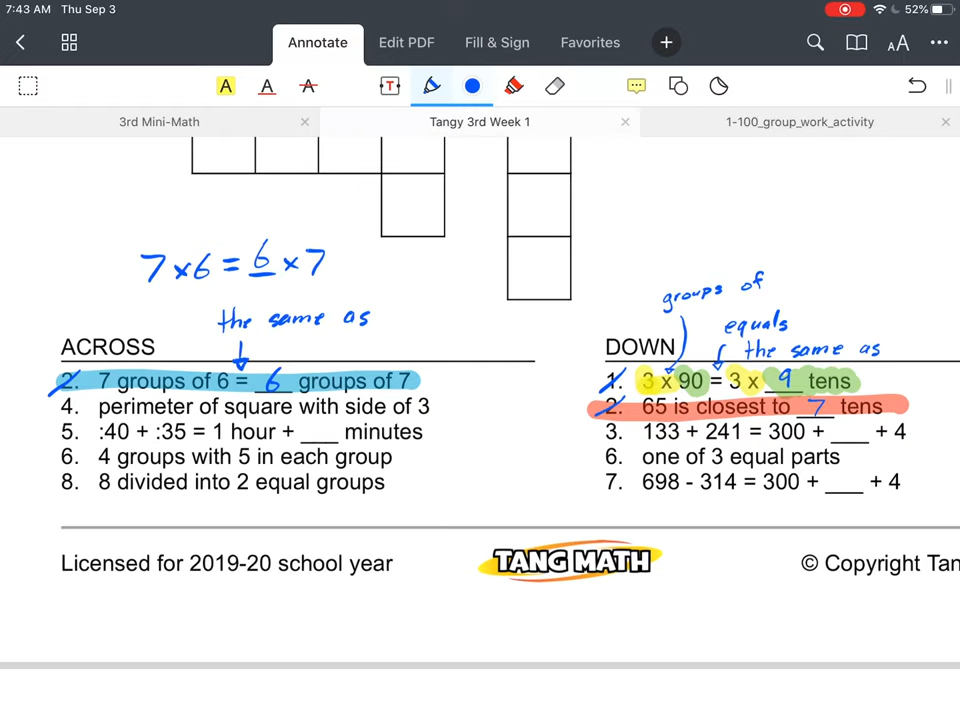 7:43 AM Thu Sep 3
52%
Annotate
Edit PDF
Fill & Sign
Favorites
3rd Mini-Math
Tangy 3rd Week 1
1-100_group_work_activity
7 x 6 = 6 x 7
the same as
groups of
equals
the same as
ACROSS
2. 7 groups of 6 = 6 groups of 7
4. perimeter of square with side of 3
5. :40 + :35 = 1 hour + ___ minutes
6. 4 groups with 5 in each group
8. 8 divided into 2 equal groups
DOWN
1. 3 x 90 = 3 x 9 tens
2. 65 is closest to 7 tens
3. 133 + 241 = 300 + ___ + 4
6. one of 3 equal parts
7. 698 - 314 = 300 + ___ + 4
Licensed for 2019-20 school year
TANG MATH
© Copyright Tan